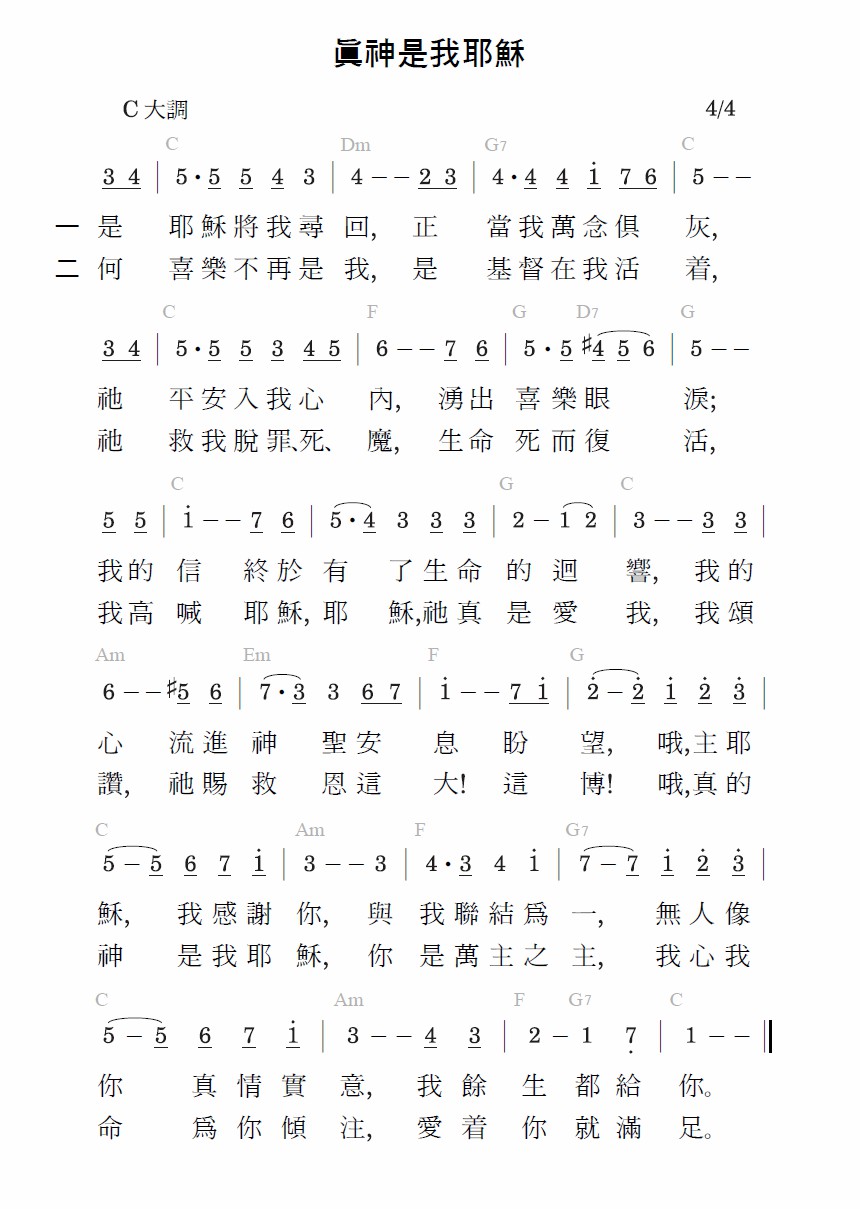 眞神是我耶穌
C 大調 4/4
C Dm G7 C
3 4 | 5 · 5 5 4 3 | 4 – – 2 3 | 4 · 4 4 i 7 6 | 5 – –
一 是 耶穌將我尋回, 正 當我萬念俱 灰,
二 何 喜樂不再是我, 是 基督在我活 着,
C F G D7 G
3 4 | 5 · 5 5 3 4 5 | 6 – – 7 6 | 5 · 5 #4 5 6 | 5 – –
祂 平安入我心 內, 湧出 喜樂眼 淚;
祂 救我脫罪、死、 魔, 生命 死而復 活,
C G C
5 5 | i – – 7 6 | 5 · 4 3 3 3 | 2 – 1 2 | 3 – – 3 3 |
我的 信 終於 有 了生命 的 迴 響, 我的
我高 喊 耶穌, 耶 穌,祂真 是 愛 我, 我頌
Am Em F G
6 – – #5 6 | 7 · 3 3 6 7 | i – – 7 i | 2̇ – 2̇ i 2̇ 3̇ |
心 流進 神 聖安 息 盼 望, 哦,主耶
讚, 祂賜 救 恩這 大! 這 博! 哦,真的
C Am F G7
5 – 5 6 7 i | 3 – – 3 | 4 · 3 4 i | 7 – 7 i 2̇ 3̇ |
穌, 我感謝 你, 與 我聯結爲 一, 無人像
神 是我耶 穌, 你 是萬主之 主, 我心我
C Am F G7 C
5 – 5 6 7 i | 3 – – 4 3 | 2 – 1 7̣ | 1 – – ||
你 真情實 意, 我餘 生 都給 你。
命 爲你傾 注, 愛着 你 就滿 足。